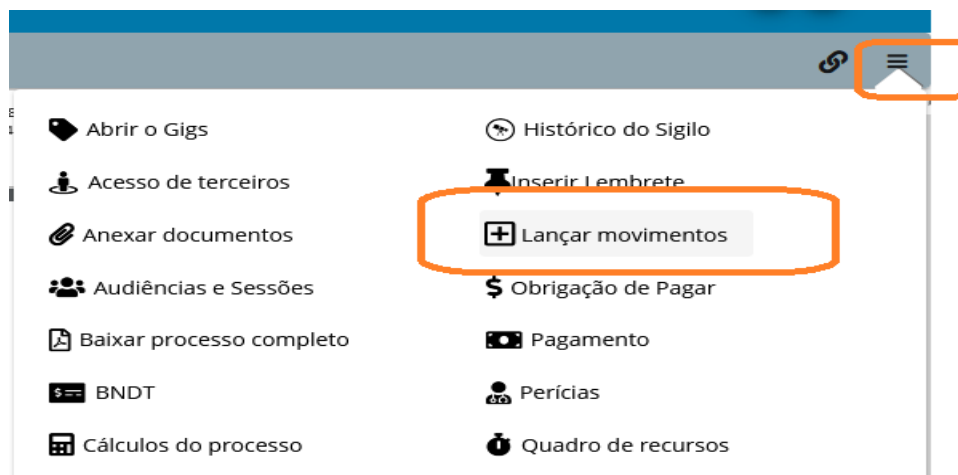 Abrir o Gigs
Histórico do Sigilo
Acesso de terceiros
Inserir Lembrete
Anexar documentos
Lançar movimentos
Audiências e Sessões
Obrigação de Pagar
Baixar processo completo
Pagamento
BNDT
Perícias
Cálculos do processo
Quadro de recursos